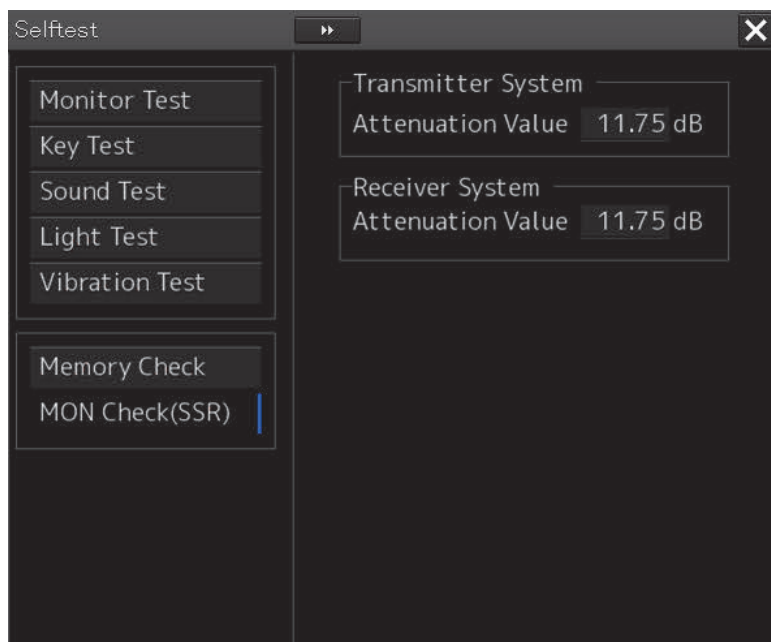 Selftest
Monitor Test
Key Test
Sound Test
Light Test
Vibration Test
Memory Check
MON Check(SSR)
Transmitter System
Attenuation Value 11.75 dB
Receiver System
Attenuation Value 11.75 dB